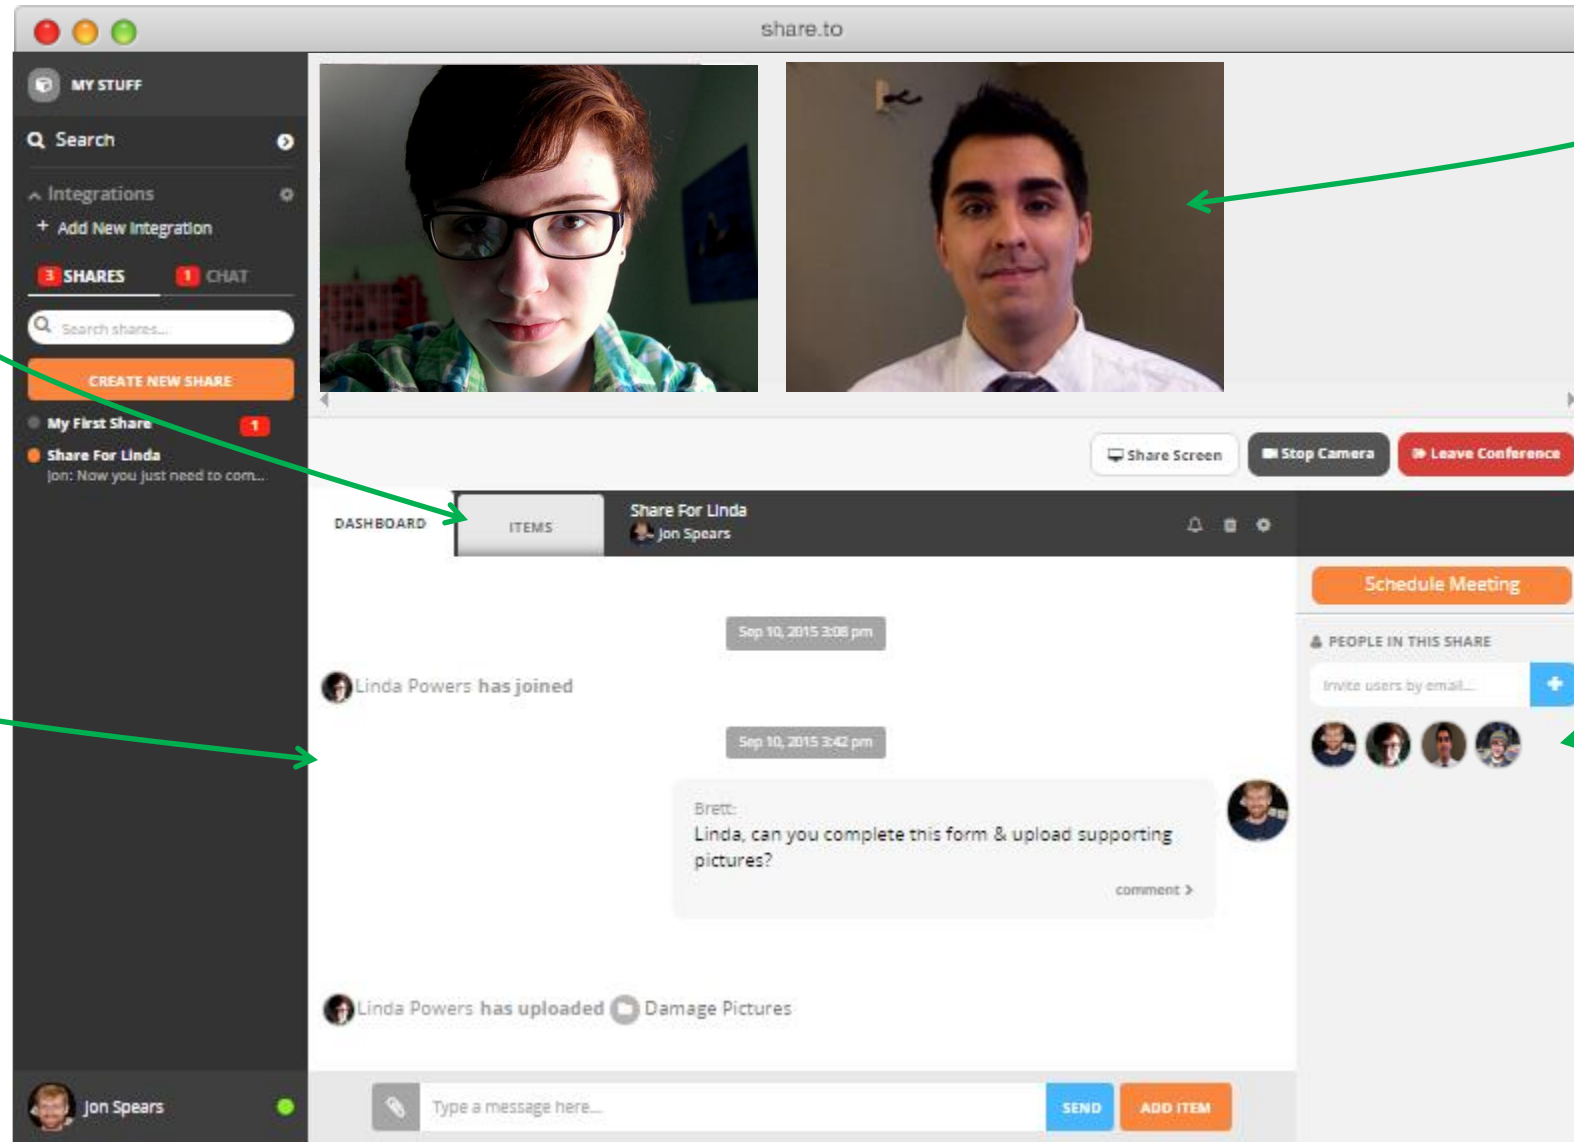 share.to
MY STUFF
Search
Integrations
+ Add New Integration
3 SHARES
1 CHAT
Search shares...
CREATE NEW SHARE
My First Share
1
Share For Linda
Jon: Now you just need to com...
Share Screen
Stop Camera
Leave Conference
DASHBOARD
ITEMS
Share For Linda
Jon Spears
Schedule Meeting
Sep 10, 2015 3:08 pm
PEOPLE IN THIS SHARE
Invite users by email...
Linda Powers has joined
Sep 10, 2015 3:42 pm
Brett:
Linda, can you complete this form & upload supporting
pictures?
comment >
Linda Powers has uploaded Damage Pictures
Jon Spears
Type a message here...
SEND
ADD ITEM